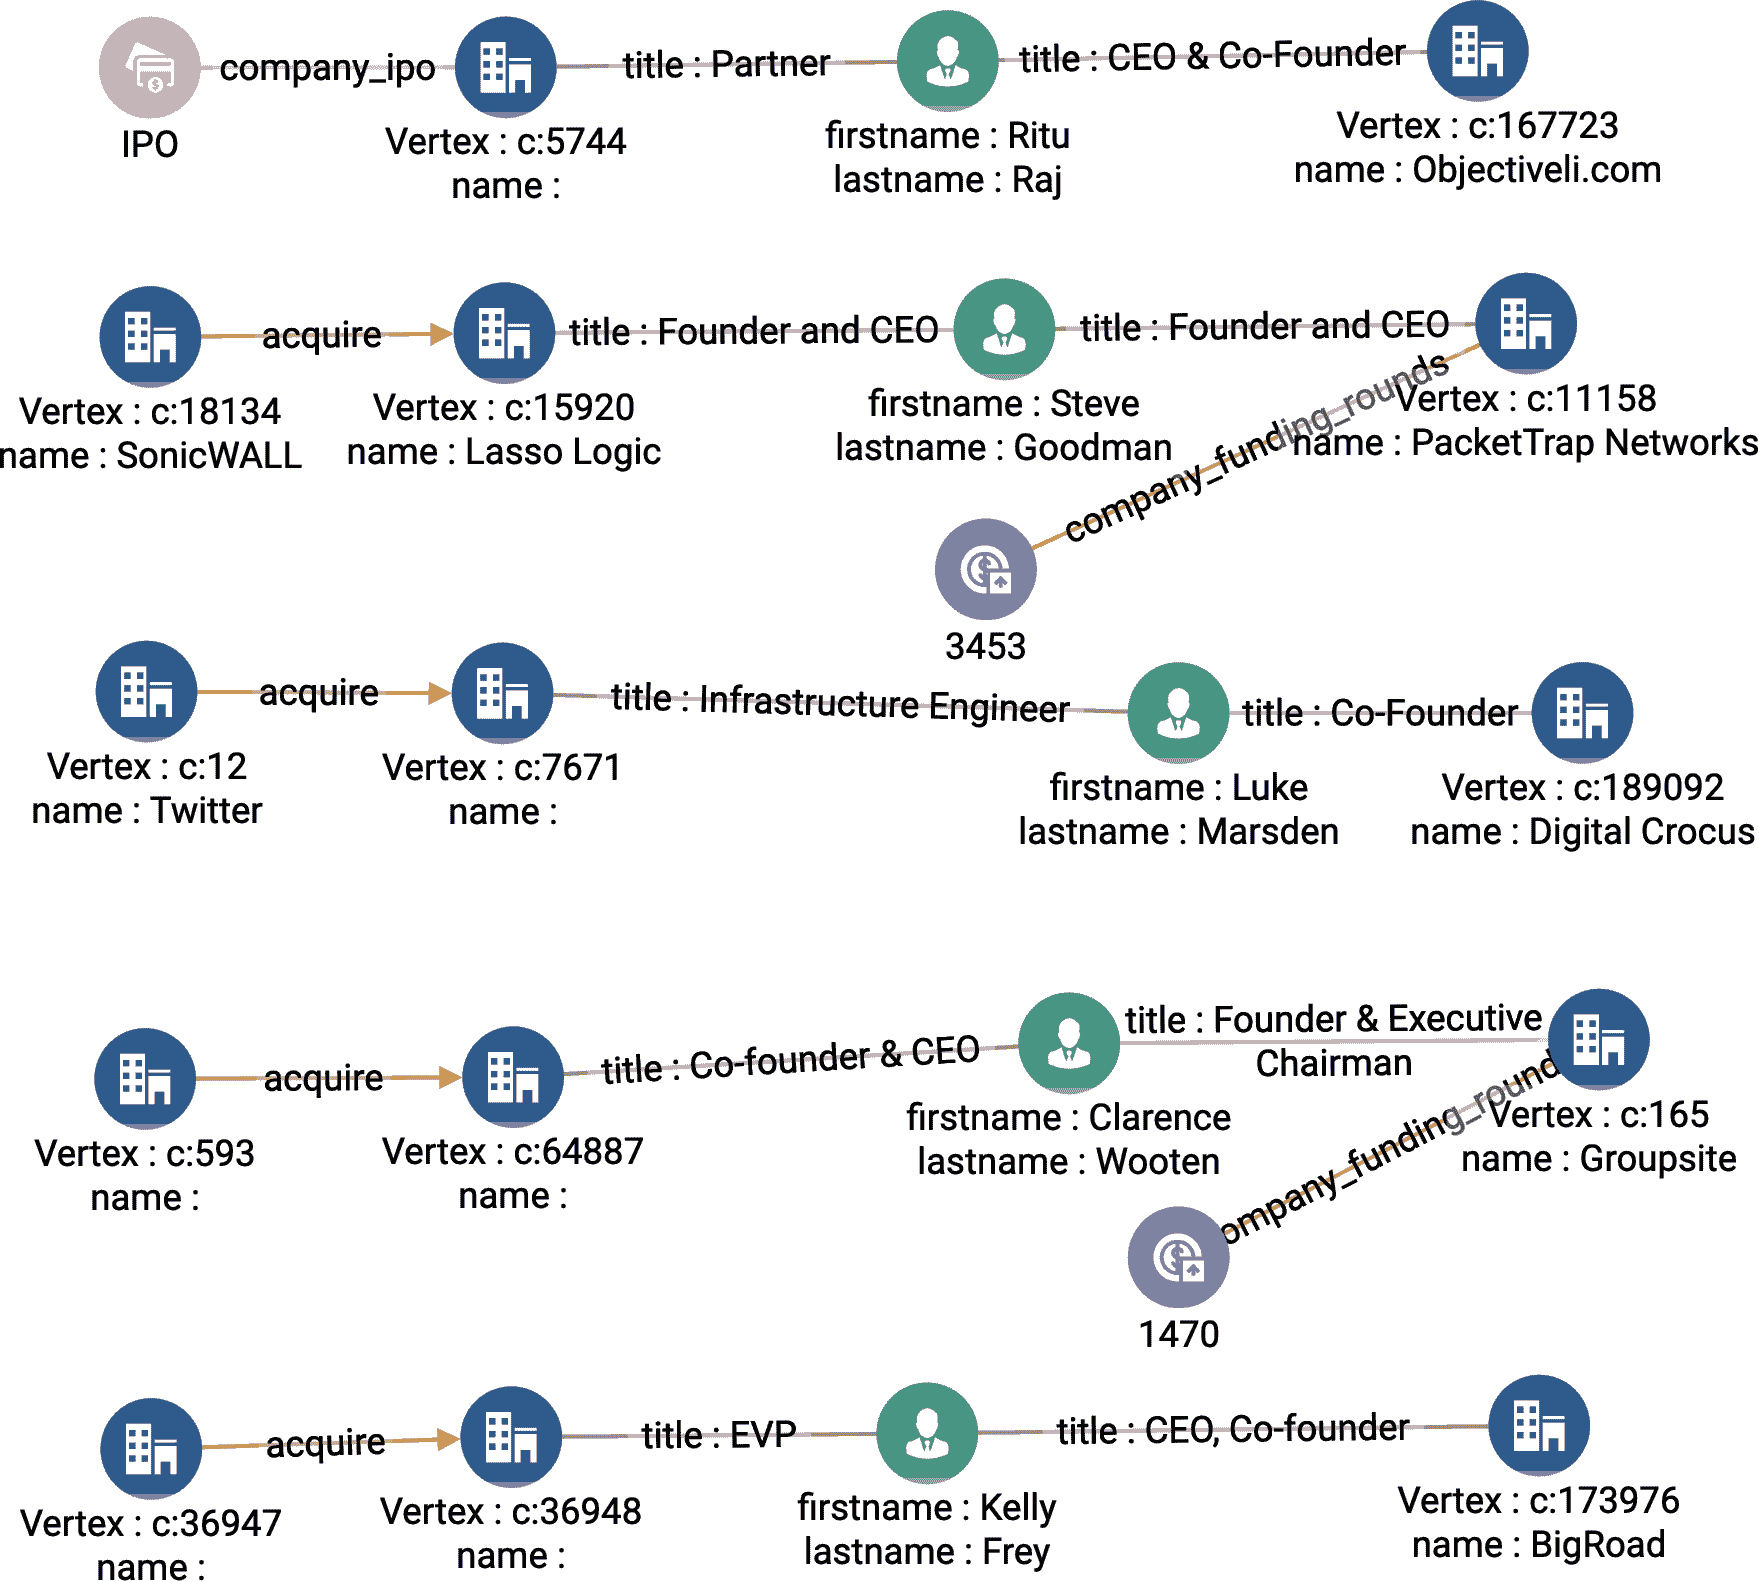 company_ipo
title : Partner
title : CEO & Co-Founder
IPO
Vertex : c:5744
name :
firstname : Ritu
lastname : Raj
Vertex : c:167723
name : Objectiveli.com
acquire
title : Founder and CEO
title : Founder and CEO
Vertex : c:18134
name : SonicWALL
Vertex : c:15920
name : Lasso Logic
firstname : Steve
lastname : Goodman
Vertex : c:11158
name : PacketTrap Networks
company_funding_rounds
3453
acquire
title : Infrastructure Engineer
title : Co-Founder
Vertex : c:12
name : Twitter
Vertex : c:7671
name :
firstname : Luke
lastname : Marsden
Vertex : c:189092
name : Digital Crocus
acquire
title : Co-founder & CEO
title : Founder & Executive
Chairman
Vertex : c:593
name :
Vertex : c:64887
name :
firstname : Clarence
lastname : Wooten
Vertex : c:165
name : Groupsite
ompany_funding_round
1470
acquire
title : EVP
title : CEO, Co-founder
Vertex : c:36947
name :
Vertex : c:36948
name :
firstname : Kelly
lastname : Frey
Vertex : c:173976
name : BigRoad